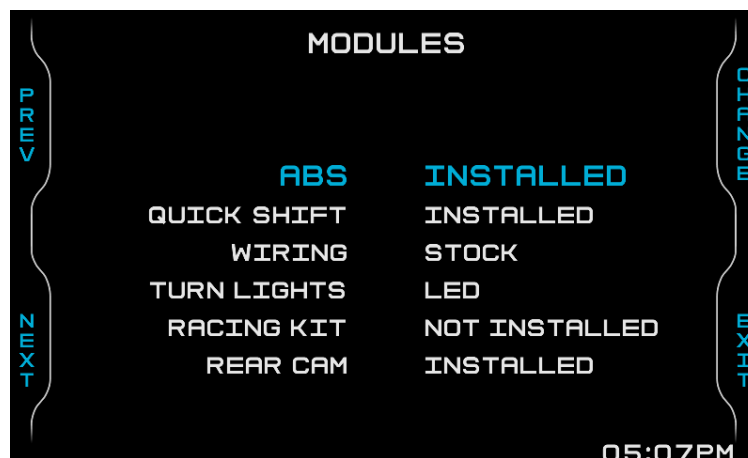 MODULES
PREV
CHANGE
ABS INSTALLED
QUICK SHIFT INSTALLED
WIRING STOCK
TURN LIGHTS LED
RACING KIT NOT INSTALLED
REAR CAM INSTALLED
NEXT
EXIT
05:07PM